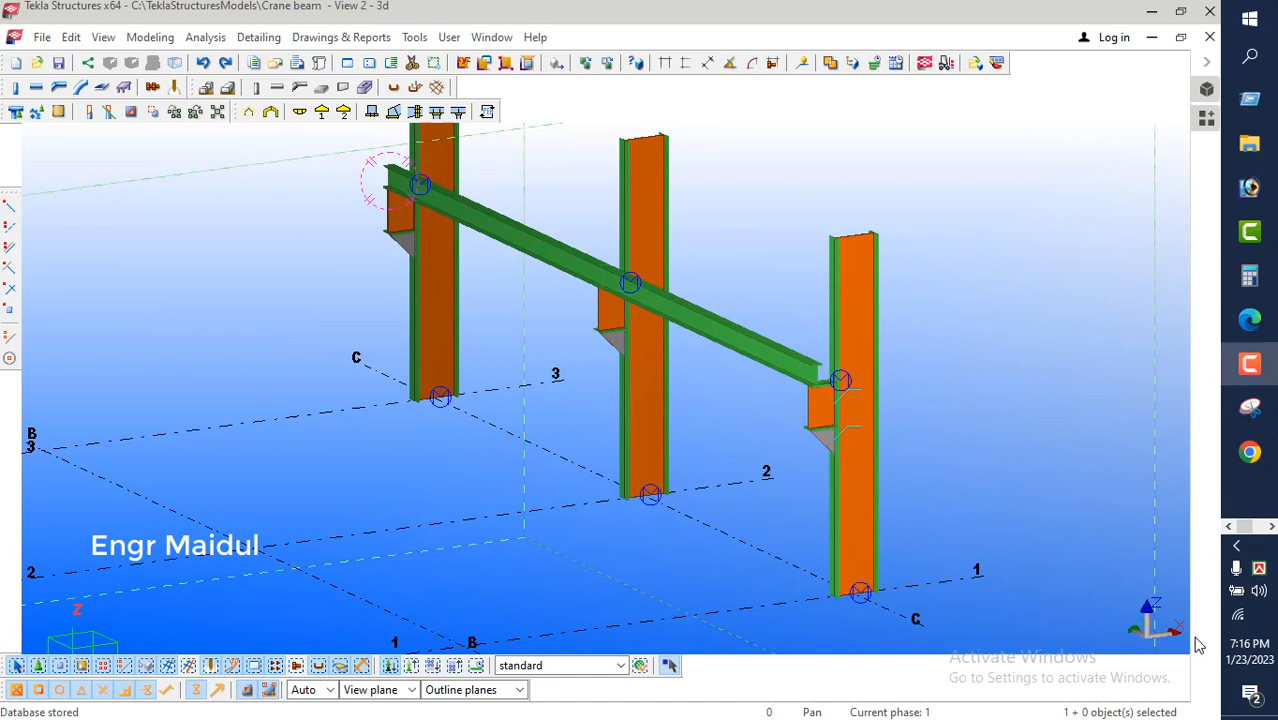 Tekla Structures x64 - C:\TeklaStructuresModels\Crane beam - View 2 - 3d
File Edit View Modeling Analysis Detailing Drawings & Reports Tools User Window Help
Log in
1
2
C
3
B
3
2
2
1
C
1
B
Engr Maidul
Z
Z
X
Activate Windows
Go to Settings to activate Windows.
standard
Auto
View plane
Outline planes
Database stored
0
Pan
Current phase: 1
1 + 0 object(s) selected
7:16 PM
1/23/2023
2